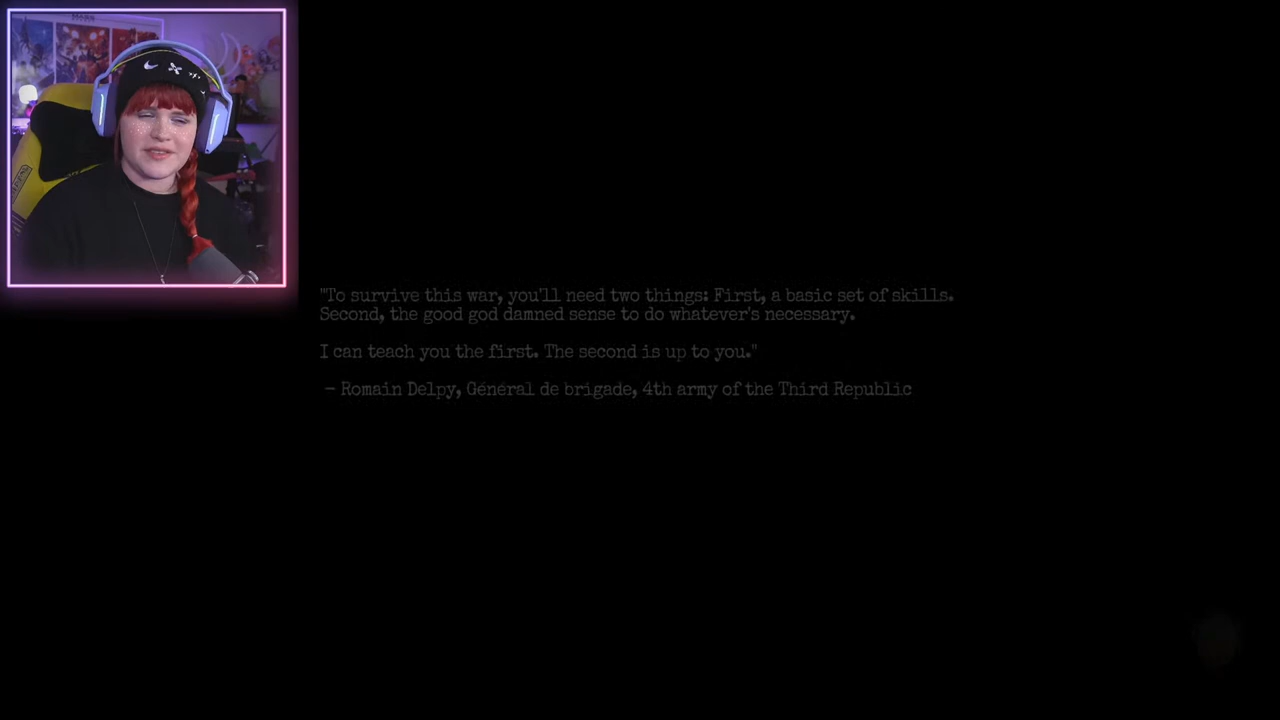 "To survive this war, you'll need two things: First, a basic set of skills.
Second, the good god damned sense to do whatever's necessary.
I can teach you the first. The second is up to you."
– Romain Delpy, Général de brigade, 4th army of the Third Republic